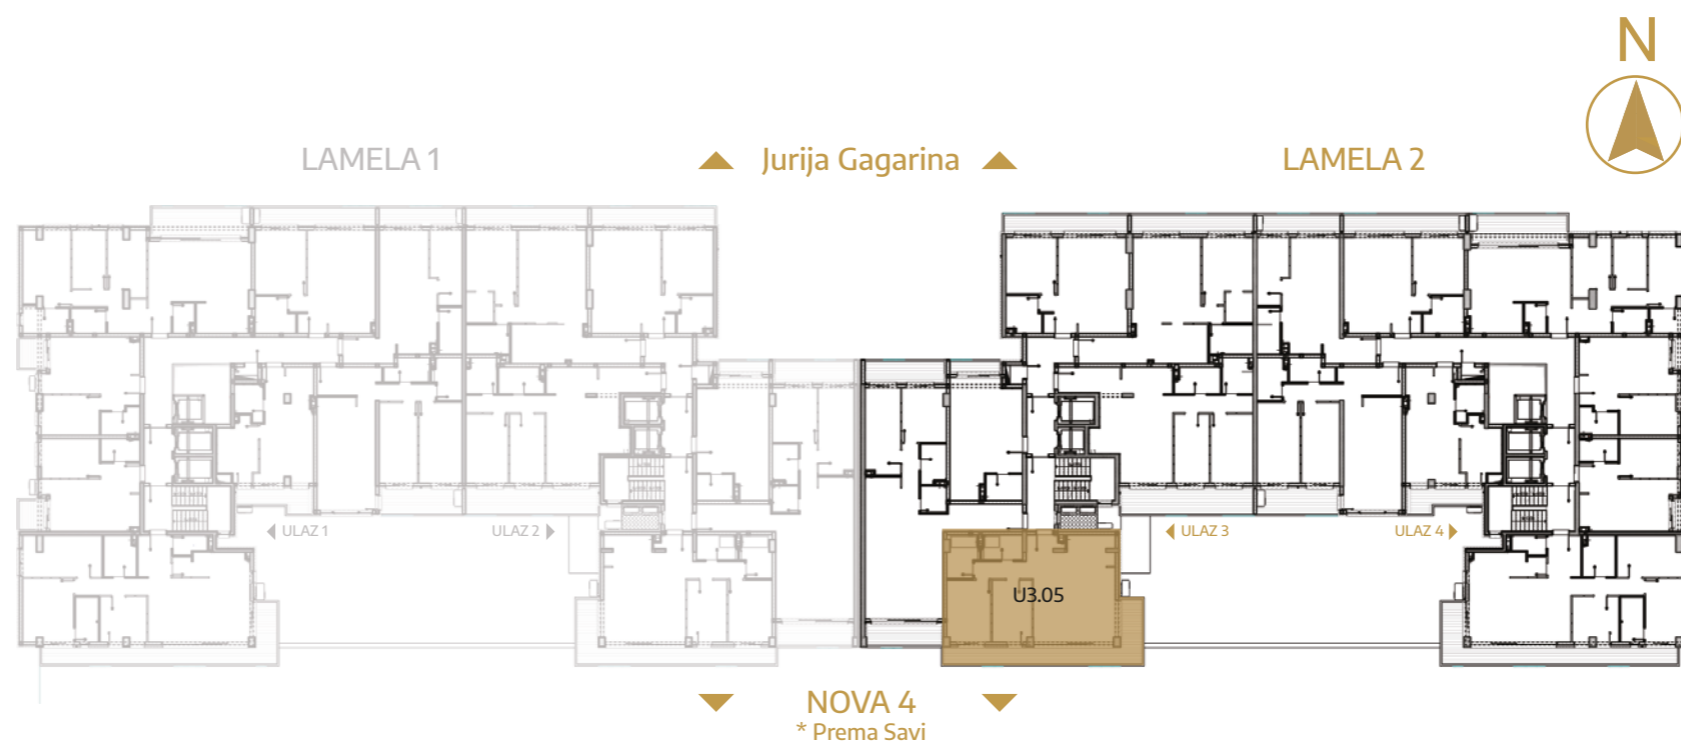 N
LAMELA 1
Jurija Gagarina
LAMELA 2
ULAZ 1
ULAZ 2
ULAZ 3
ULAZ 4
U3.05
NOVA 4
* Prema Savi